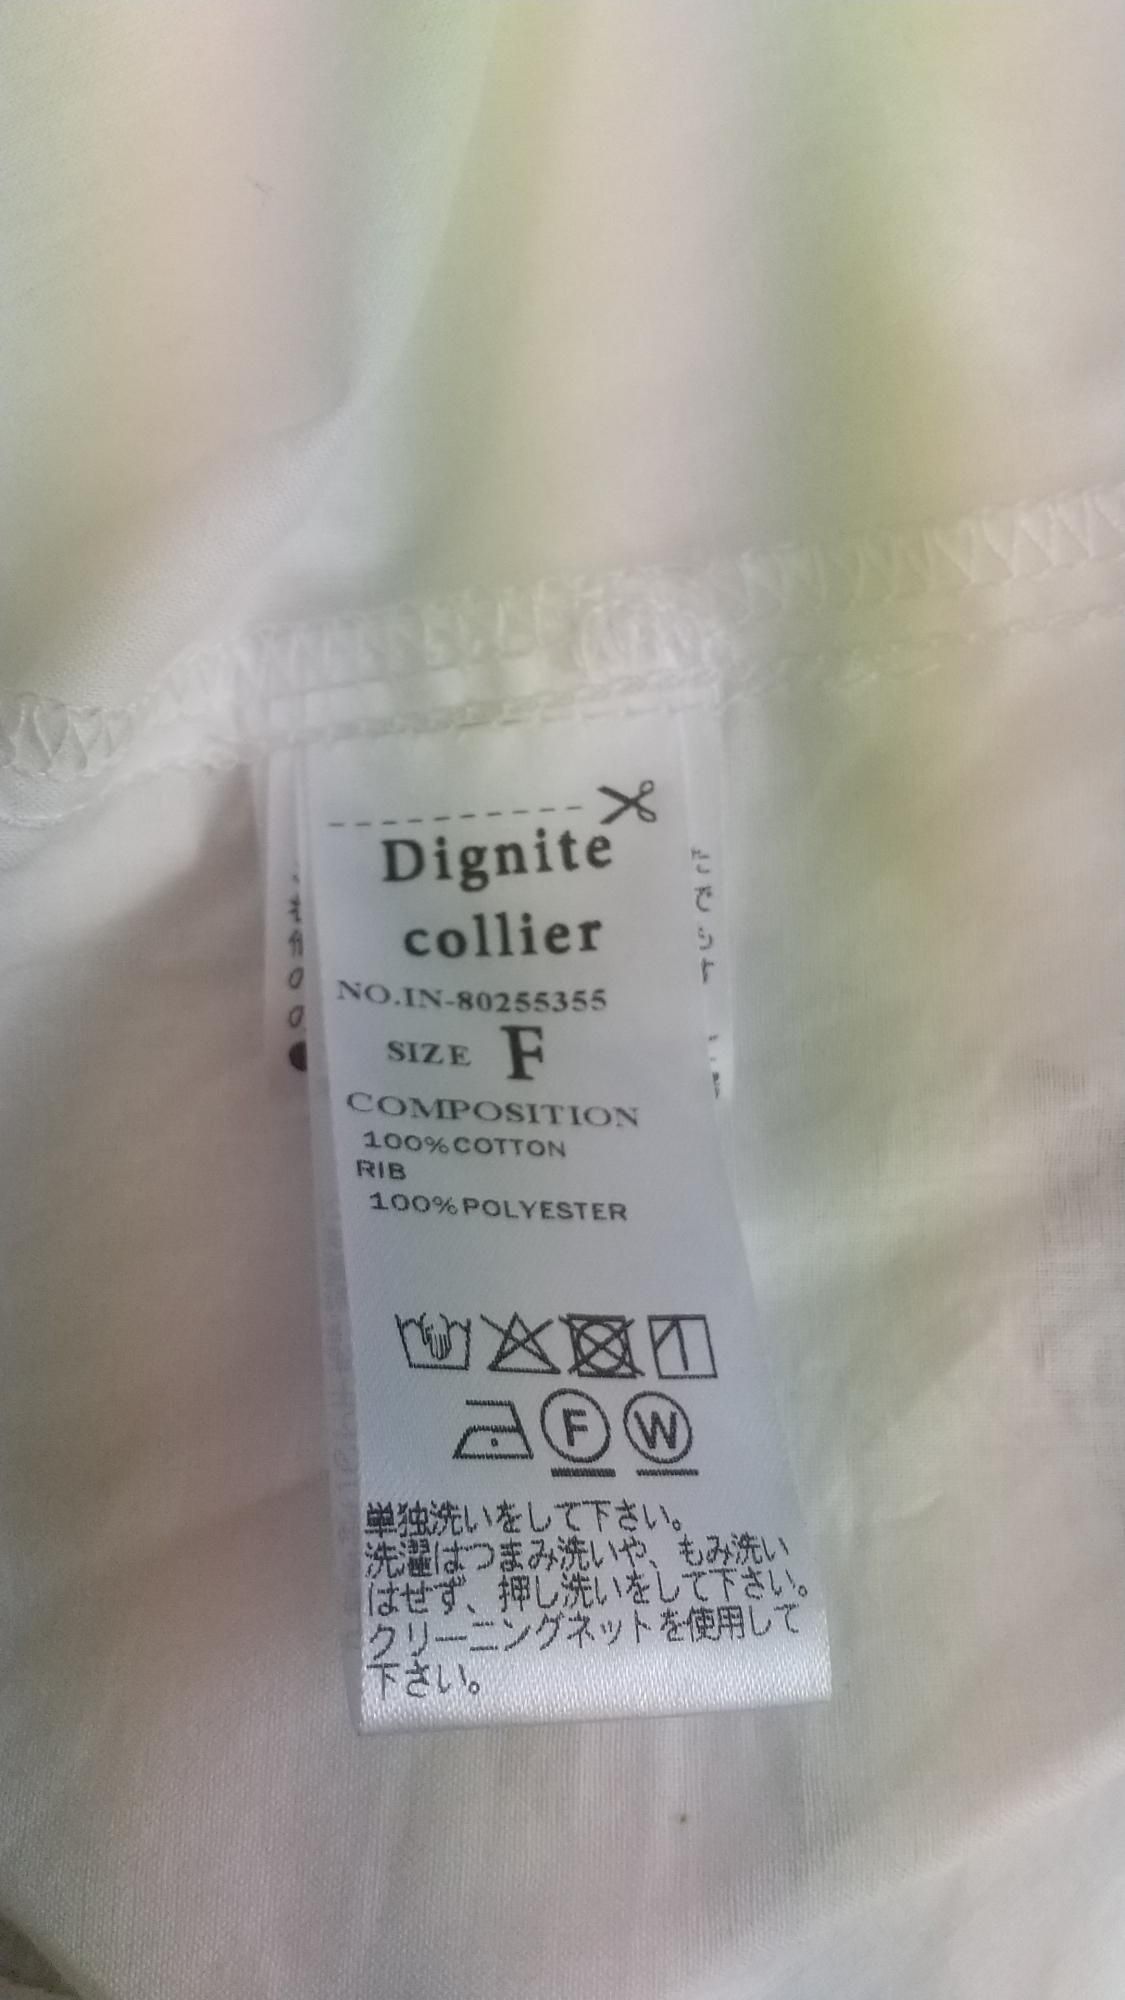 Dignite
collier
NO.IN-80255355
SIZE F
COMPOSITION
100%COTTON
RIB
100%POLYESTER
F W
単独洗いをして下さい。
洗濯はつまみ洗いや、もみ洗い
はせず、押し洗いをして下さい。
クリーニングネットを使用して
下さい。